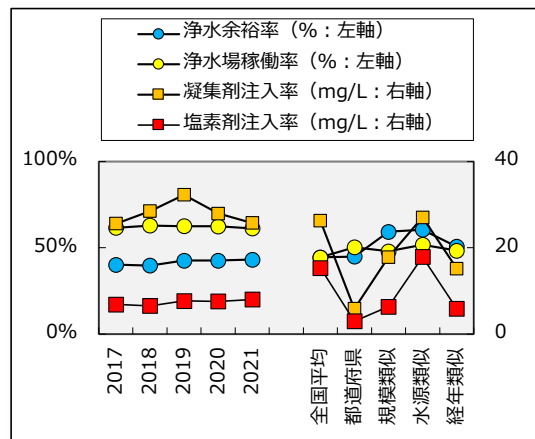 浄水余裕率（%：左軸）
浄水場稼働率（%：左軸）
凝集剤注入率（mg/L：右軸）
塩素剤注入率（mg/L：右軸）
100%
40
50%
20
0%
0
2017
2018
2019
2020
2021
全国平均
都道府県
規模類似
水源類似
経年類似